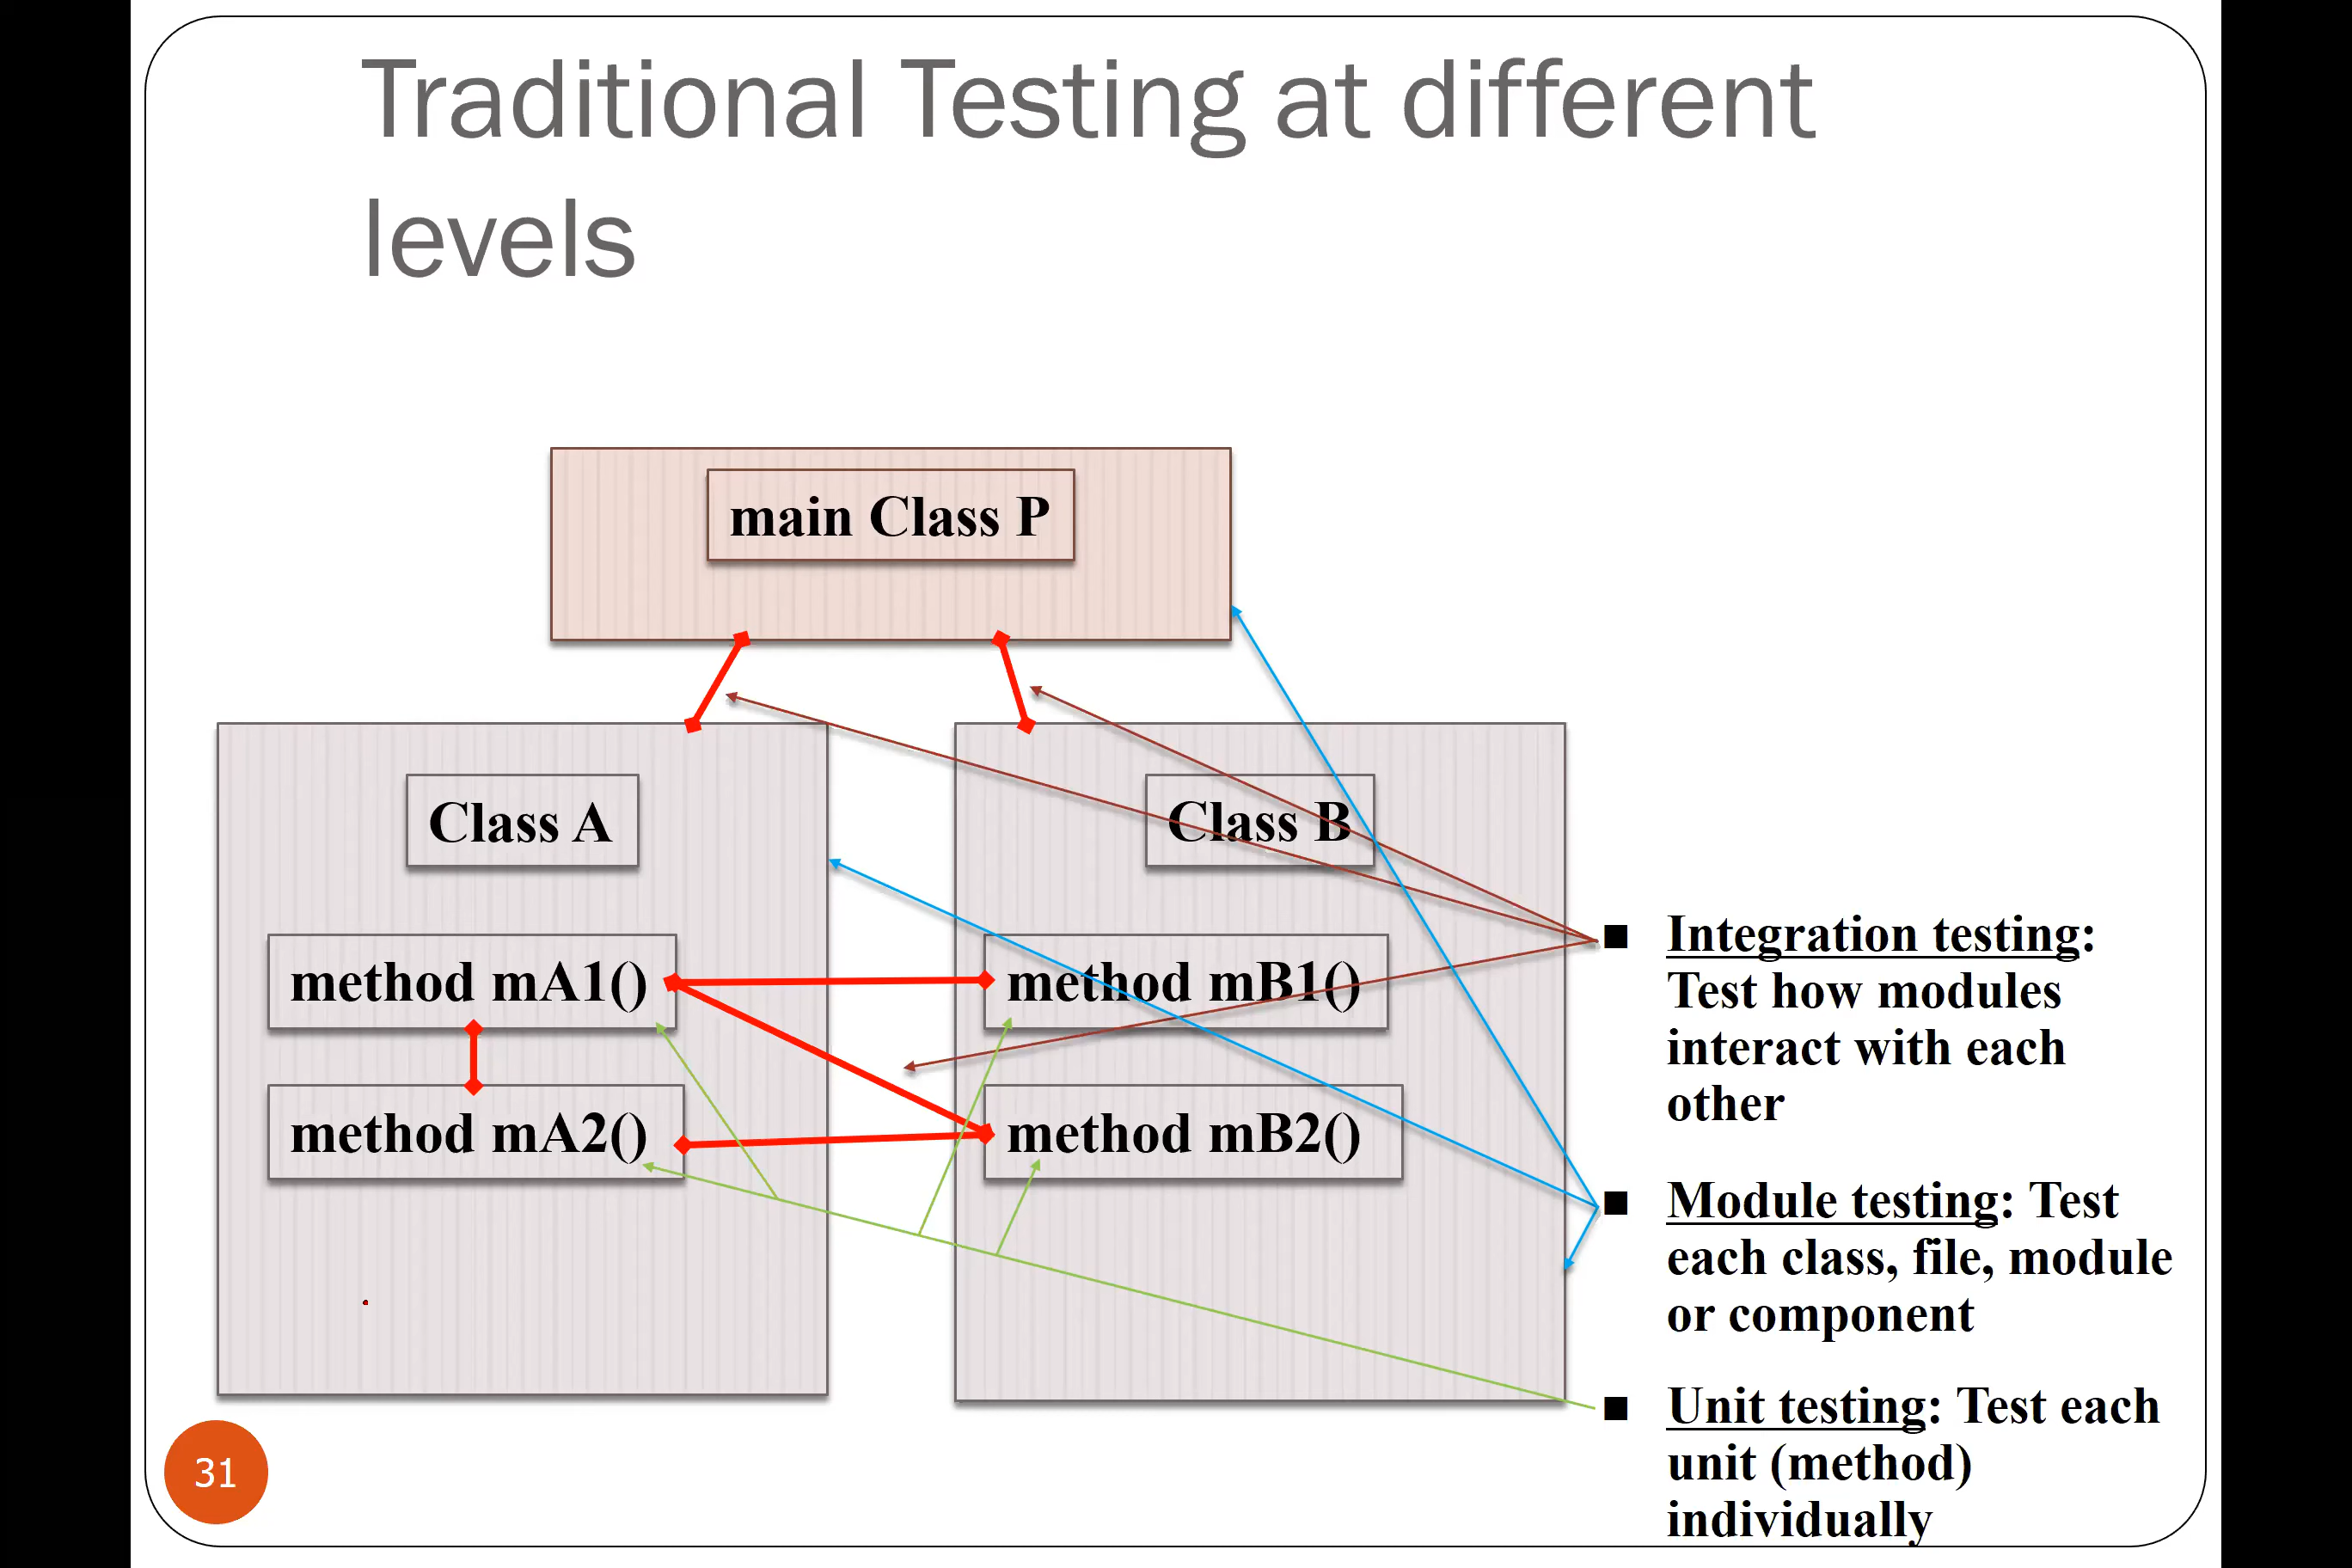 Traditional Testing at different
levels
main Class P
Class A
Class B
method mA1()
method mB1()
method mA2()
method mB2()
■ Integration testing:
Test how modules
interact with each
other
■ Module testing: Test
each class, file, module
or component
■ Unit testing: Test each
unit (method)
individually
31